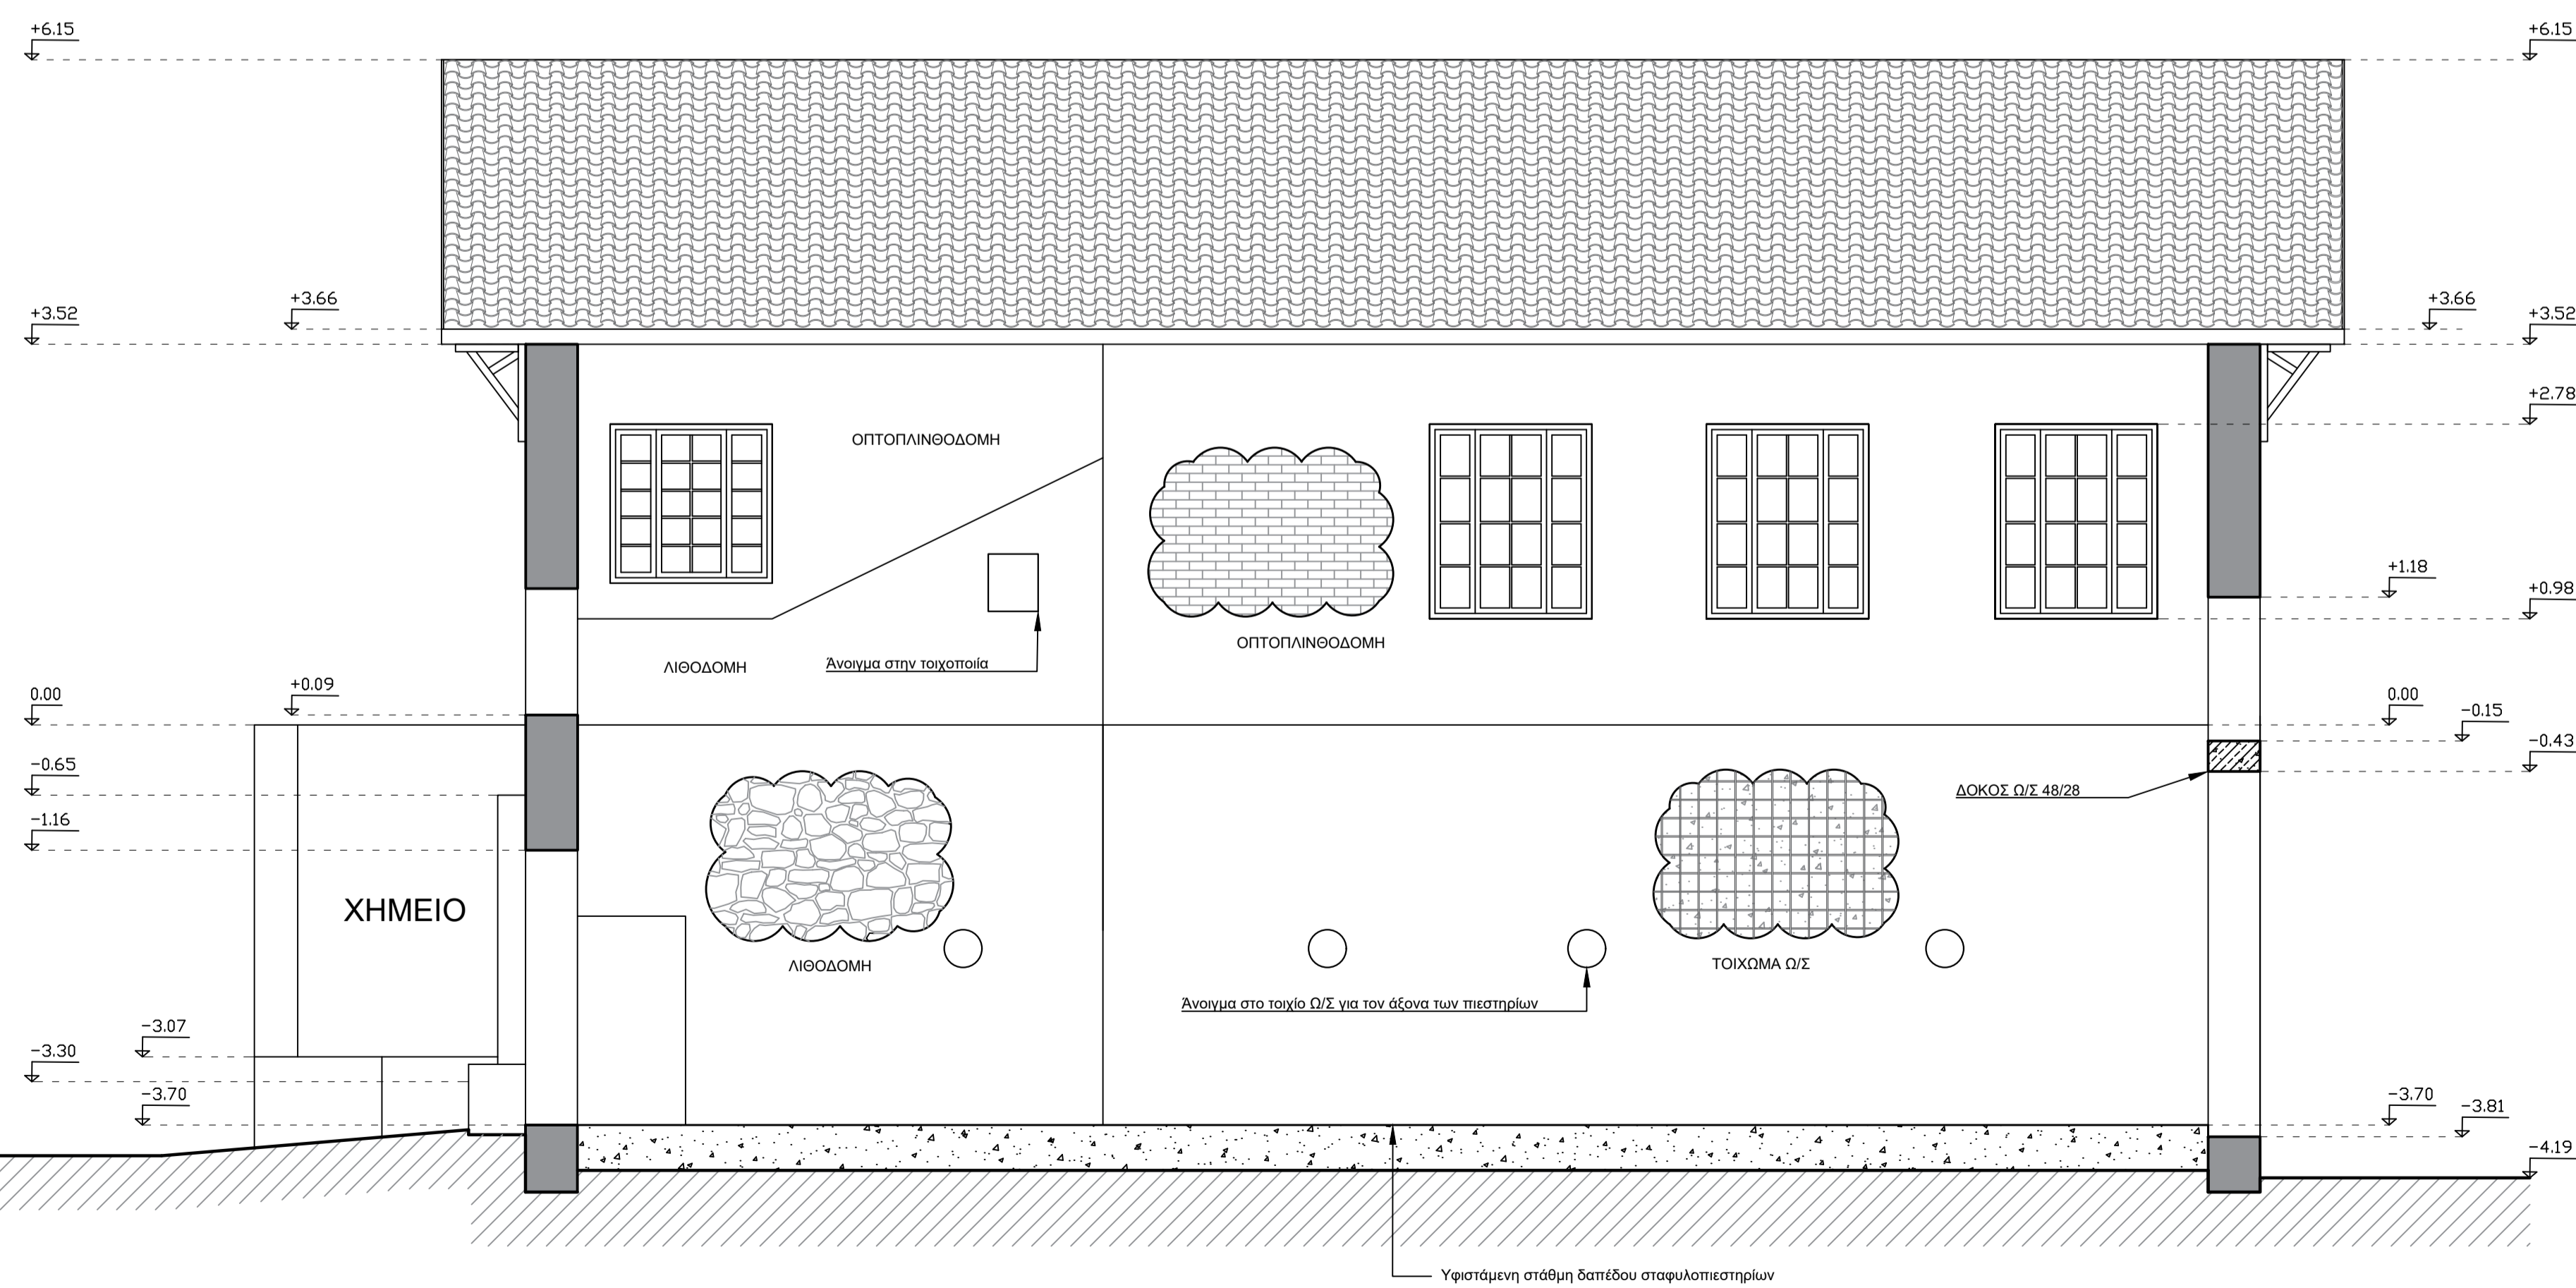 +6.15
+6.15
+3.66
+3.66
+3.52
+3.52
+2.78
ΟΠΤΟΠΛΙΝΘΟΔΟΜΗ
+1.18
+0.98
ΟΠΤΟΠΛΙΝΘΟΔΟΜΗ
Άνοιγμα στην τοιχοποιία
ΛΙΘΟΔΟΜΗ
+0.09
0.00
0.00
-0.15
-0.43
-0.65
ΔΟΚΟΣ Ω/Σ 48/28
-1.16
ΧΗΜΕΙΟ
ΛΙΘΟΔΟΜΗ
ΤΟΙΧΩΜΑ Ω/Σ
Άνοιγμα στο τοιχίο Ω/Σ για τον άξονα των πιεστηρίων
-3.07
-3.30
-3.70
-3.70
-3.81
-4.19
Υφιστάμενη στάθμη δαπέδου σταφυλοπιεστηρίων